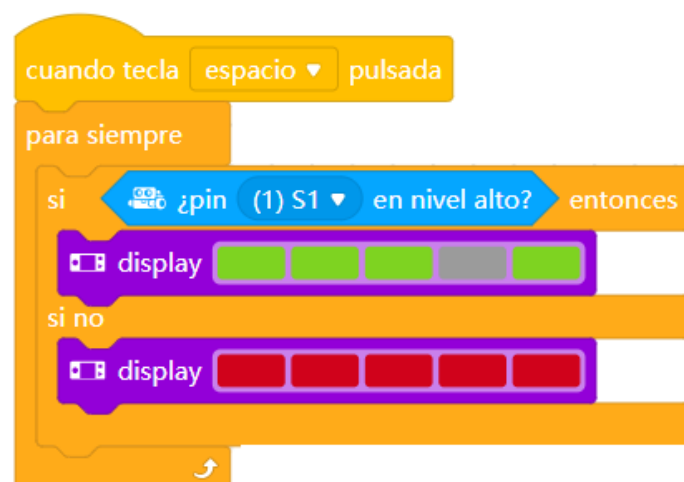 cuando tecla espacio ▼ pulsada
para siempre
si ¿pin (1) S1 ▼ en nivel alto? entonces
display
si no
display